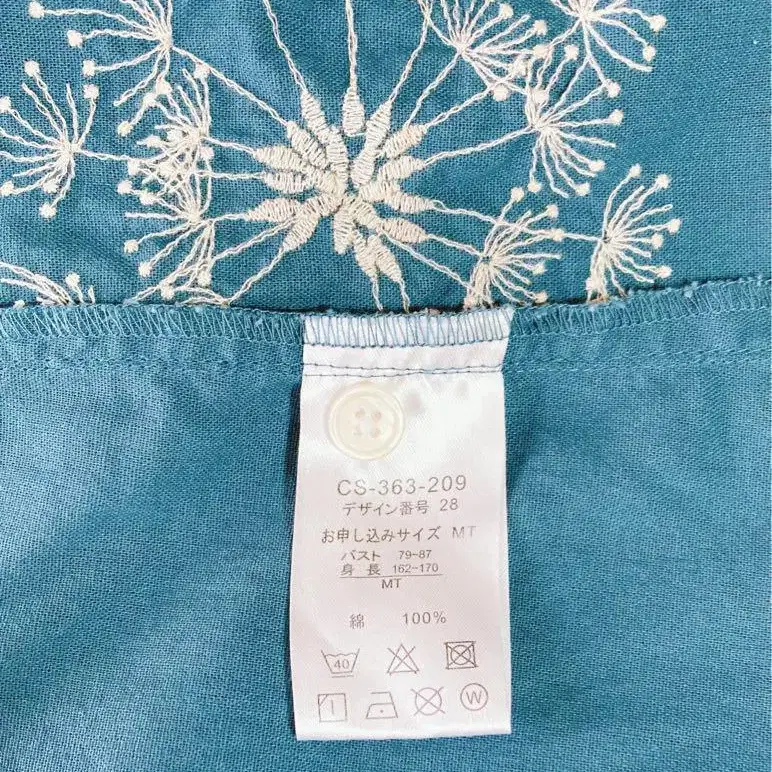 CS-363-209
デザイン番号 28
お申し込みサイズ MT
バスト 79-87
身長 162-170
MT
綿 100%
40
W